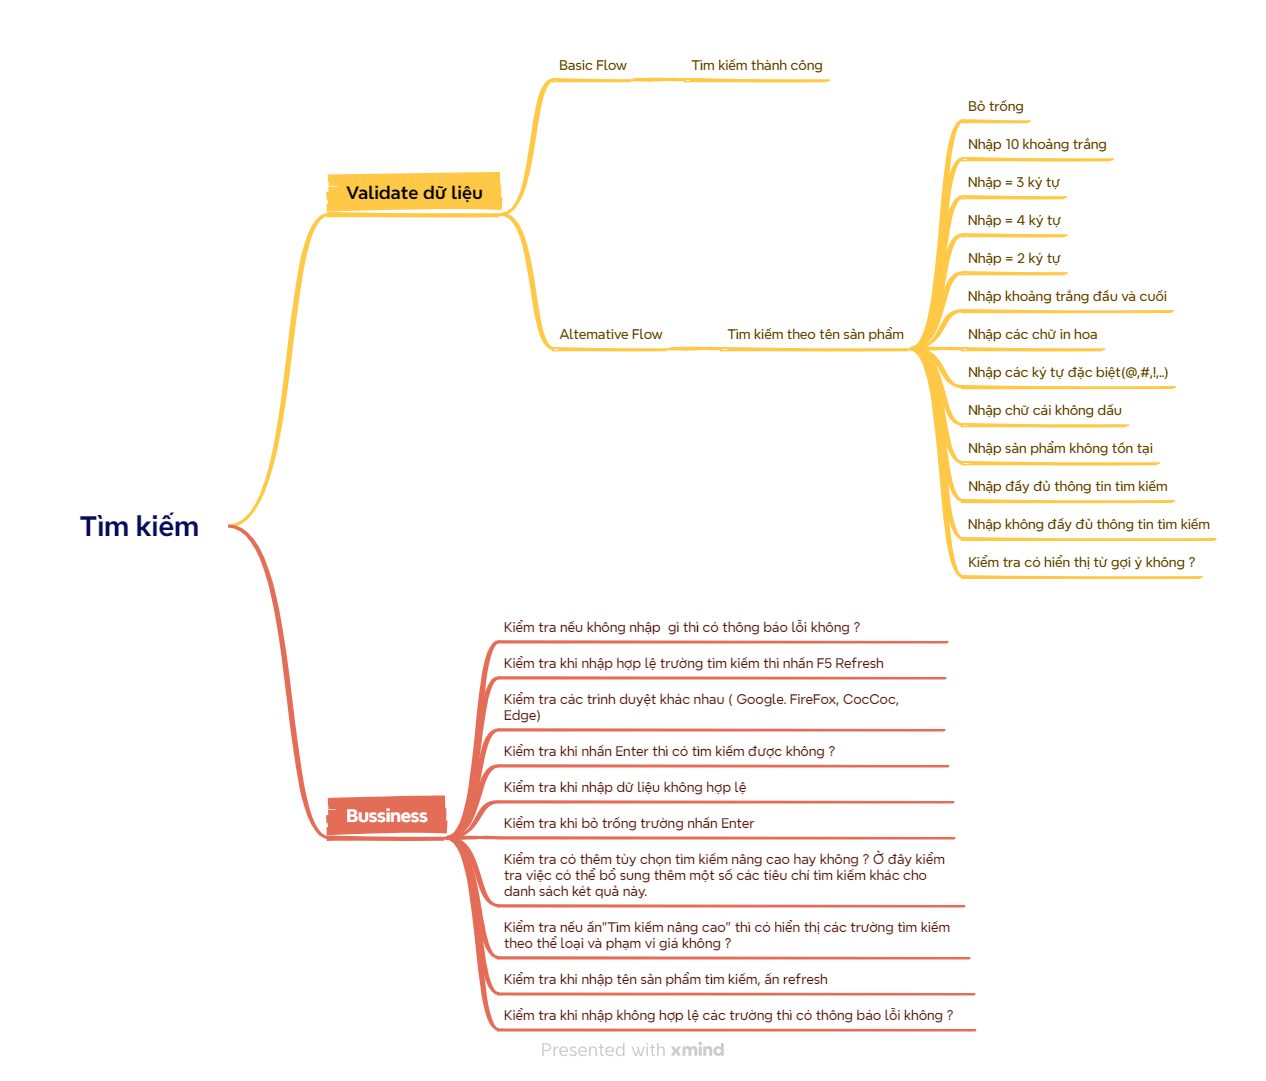 Tìm kiếm
Validate dữ liệu
Basic Flow
Tìm kiếm thành công
Altemative Flow
Tìm kiếm theo tên sản phẩm
Bỏ trống
Nhập 10 khoảng trắng
Nhập = 3 ký tự
Nhập = 4 ký tự
Nhập = 2 ký tự
Nhập khoảng trắng đầu và cuối
Nhập các chữ in hoa
Nhập các ký tự đặc biệt(@,#,!,..)
Nhập chữ cái không dấu
Nhập sản phẩm không tồn tại
Nhập đầy đủ thông tin tìm kiếm
Nhập không đầy đủ thông tin tìm kiếm
Kiểm tra có hiển thị từ gợi ý không ?
Bussiness
Kiểm tra nếu không nhập  gì thì có thông báo lỗi không ?
Kiểm tra khi nhập hợp lệ trường tìm kiếm thì nhấn F5 Refresh
Kiểm tra các trình duyệt khác nhau ( Google. FireFox, CocCoc,
Edge)
Kiểm tra khi nhấn Enter thì có tìm kiếm được không ?
Kiểm tra khi nhập dữ liệu không hợp lệ
Kiểm tra khi bỏ trống trường nhấn Enter
Kiểm tra có thêm tùy chọn tìm kiếm nâng cao hay không ? Ở đây kiểm
tra việc có thể bổ sung thêm một số các tiêu chí tìm kiếm khác cho
danh sách két quả này.
Kiểm tra nếu ấn"Tìm kiếm nâng cao" thì có hiển thị các trường tìm kiếm
theo thể loại và phạm vi giá không ?
Kiểm tra khi nhập tên sản phẩm tìm kiếm, ấn refresh
Kiểm tra khi nhập không hợp lệ các trường thì có thông báo lỗi không ?
Presented with xmind